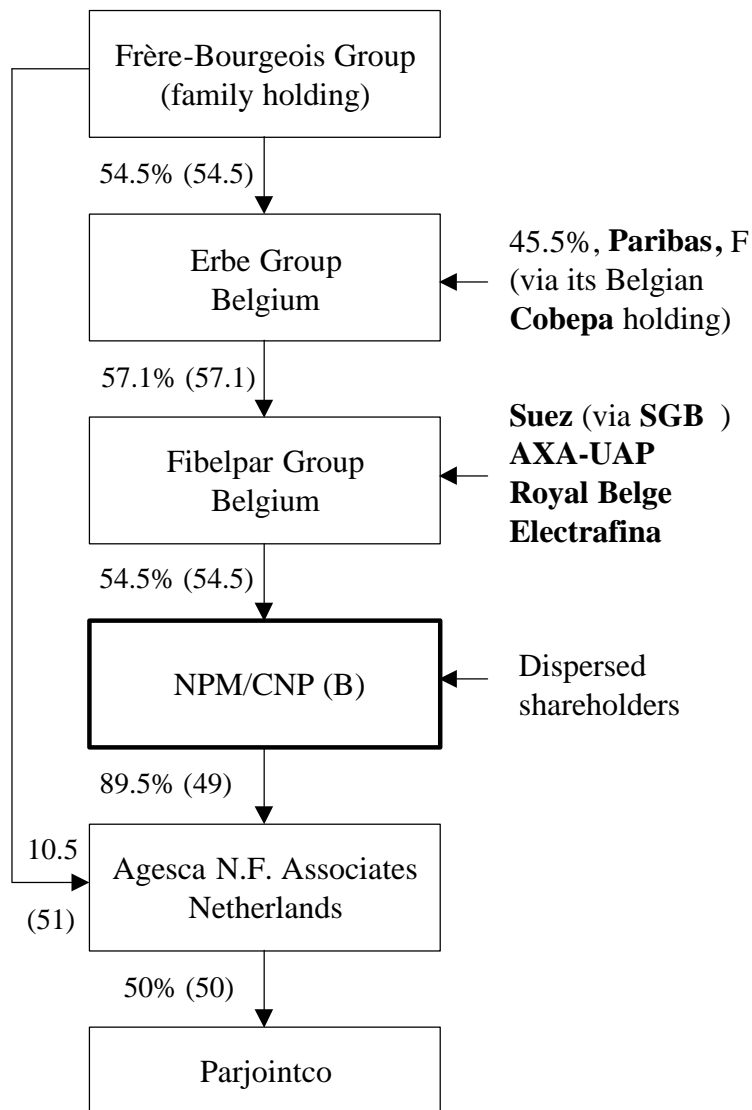 Frère-Bourgeois Group
(family holding)
54.5% (54.5)
Erbe Group
Belgium
45.5%, Paribas, F
(via its Belgian
Cobepa holding)
57.1% (57.1)
Fibelpar Group
Belgium
Suez (via SGB )
AXA-UAP
Royal Belge
Electrafina
54.5% (54.5)
NPM/CNP (B)
Dispersed
shareholders
89.5% (49)
10.5
(51)
Agesca N.F. Associates
Netherlands
50% (50)
Parjointco